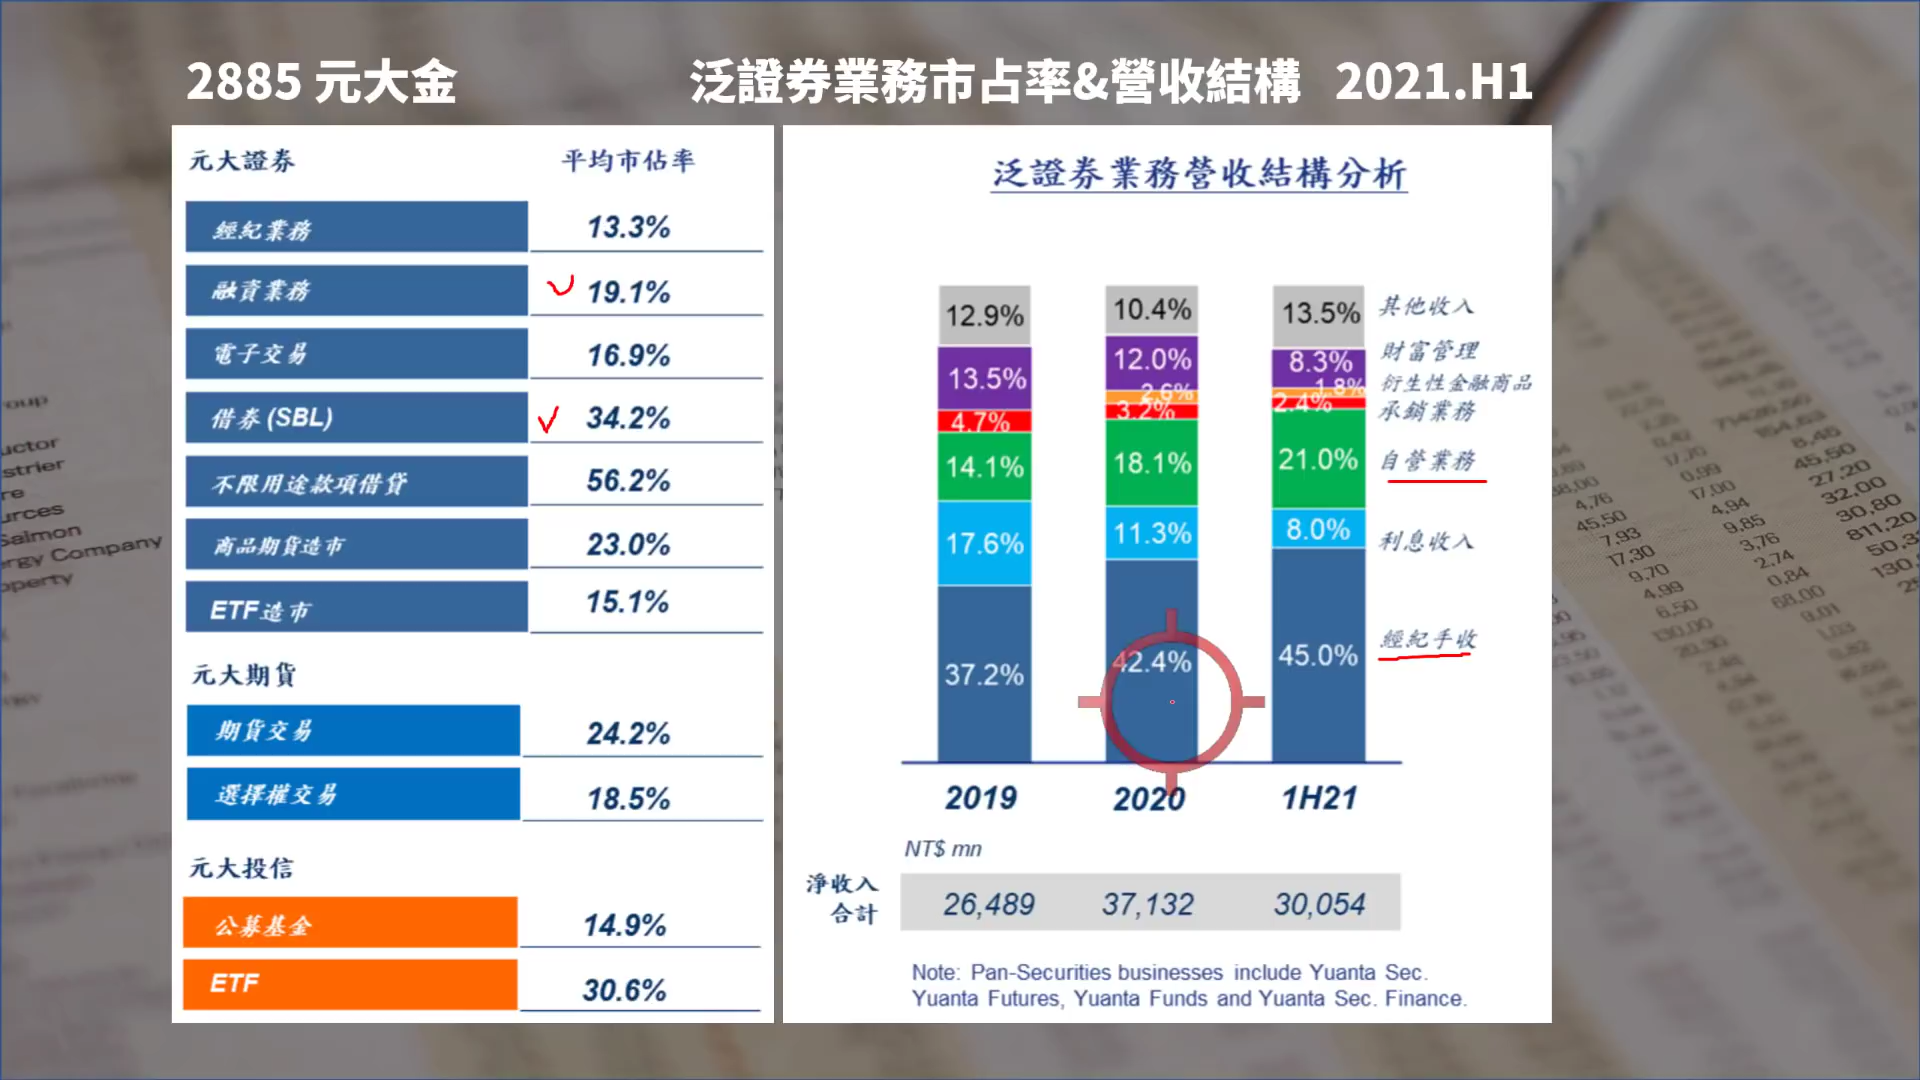 2885 元大金
泛證券業務市占率&營收結構 2021.H1
元大證券 平均市佔率
經紀業務 13.3%
融資業務 19.1%
電子交易 16.9%
借券 (SBL) 34.2%
不限用途款項借貸 56.2%
商品期貨造市 23.0%
ETF造市 15.1%
元大期貨
期貨交易 24.2%
選擇權交易 18.5%
元大投信
公募基金 14.9%
ETF 30.6%
泛證券業務營收結構分析
12.9% 10.4% 13.5% 其他收入
13.5% 12.0% 8.3% 財富管理
2.6% 1.8% 衍生性金融商品
4.7% 3.2% 2.4% 承銷業務
14.1% 18.1% 21.0% 自營業務
17.6% 11.3% 8.0% 利息收入
37.2% 42.4% 45.0% 經紀手收
2019 2020 1H21
NT$ mn
淨收入
合計
26,489 37,132 30,054
Note: Pan-Securities businesses include Yuanta Sec.
Yuanta Futures, Yuanta Funds and Yuanta Sec. Finance.